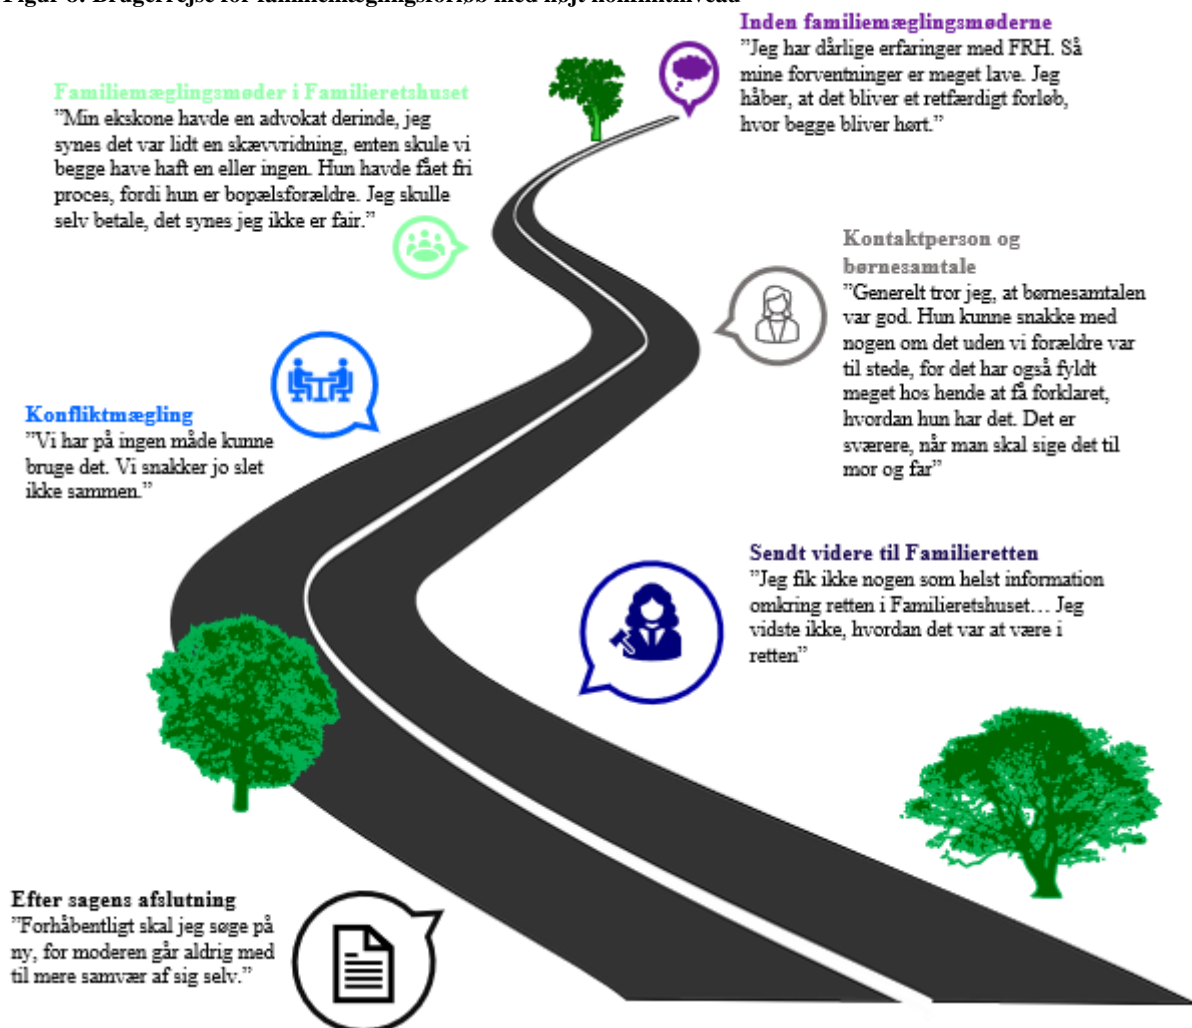 Inden familiemæglingsmøderne
”Jeg har dårlige erfaringer med FRH. Så
mine forventninger er meget lave. Jeg
håber, at det bliver et retfærdigt forløb,
hvor begge bliver hørt.”
Familiemæglingsmøder i Familieretshuset
”Min ekskone havde en advokat derinde, jeg
synes det var lidt en skævvridning, enten skule vi
begge have haft en eller ingen. Hun havde fået fri
proces, fordi hun er bopælsforældre. Jeg skulle
selv betale, det synes jeg ikke er fair.”
Kontaktperson og
børnesamtale
”Generelt tror jeg, at børnesamtalen
var god. Hun kunne snakke med
nogen om det uden vi forældre var
til stede, for det har også fyldt
meget hos hende at få forklaret,
hvordan hun har det. Det er
sværere, når man skal sige det til
mor og far”
Konfliktmægling
”Vi har på ingen måde kunne
bruge det. Vi snakker jo slet
ikke sammen.”
Sendt videre til Familieretten
”Jeg fik ikke nogen som helst information
omkring retten i Familieretshuset… Jeg
vidste ikke, hvordan det var at være i
retten”
Efter sagens afslutning
”Forhåbentligt skal jeg søge på
ny, for moderen går aldrig med
til mere samvær af sig selv.”